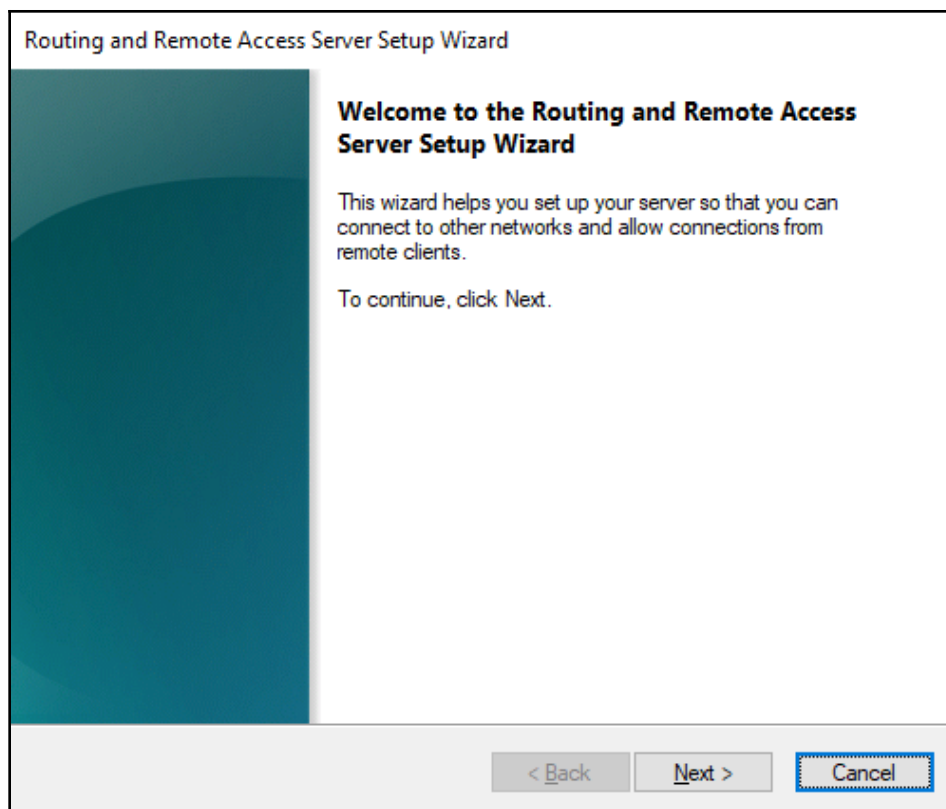 Routing and Remote Access Server Setup Wizard
Welcome to the Routing and Remote Access
Server Setup Wizard
This wizard helps you set up your server so that you can
connect to other networks and allow connections from
remote clients.
To continue, click Next.
< Back
Next >
Cancel